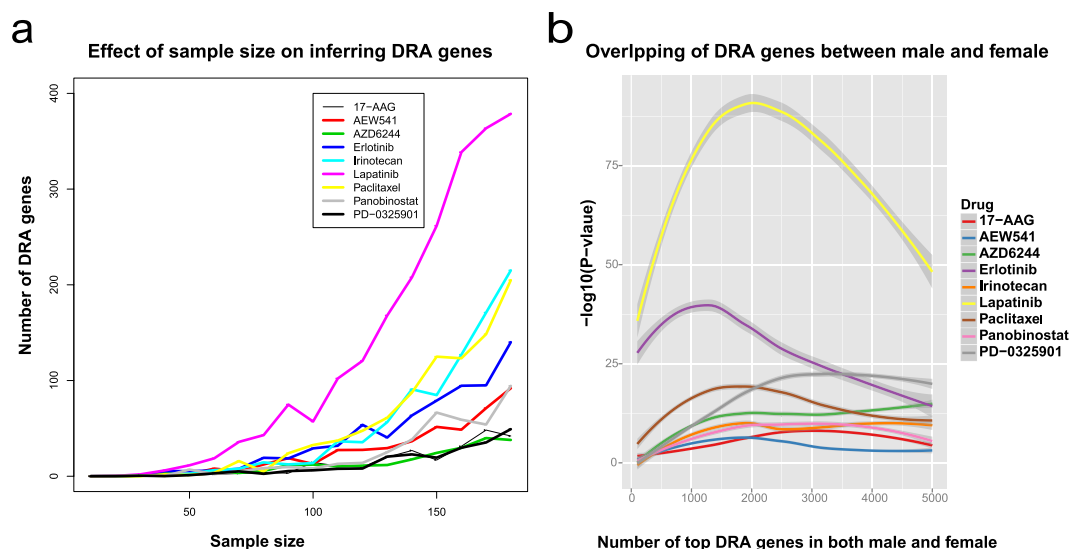 a
Effect of sample size on inferring DRA genes
Number of DRA genes
400
300
200
100
0
17−AAG
AEW541
AZD6244
Erlotinib
Irinotecan
Lapatinib
Paclitaxel
Panobinostat
PD−0325901
50
100
150
Sample size
b
Overlpping of DRA genes between male and female
−log10(P−vlaue)
75
50
25
0
0
1000
2000
3000
4000
5000
Number of top DRA genes in both male and female
Drug
17−AAG
AEW541
AZD6244
Erlotinib
Irinotecan
Lapatinib
Paclitaxel
Panobinostat
PD−0325901